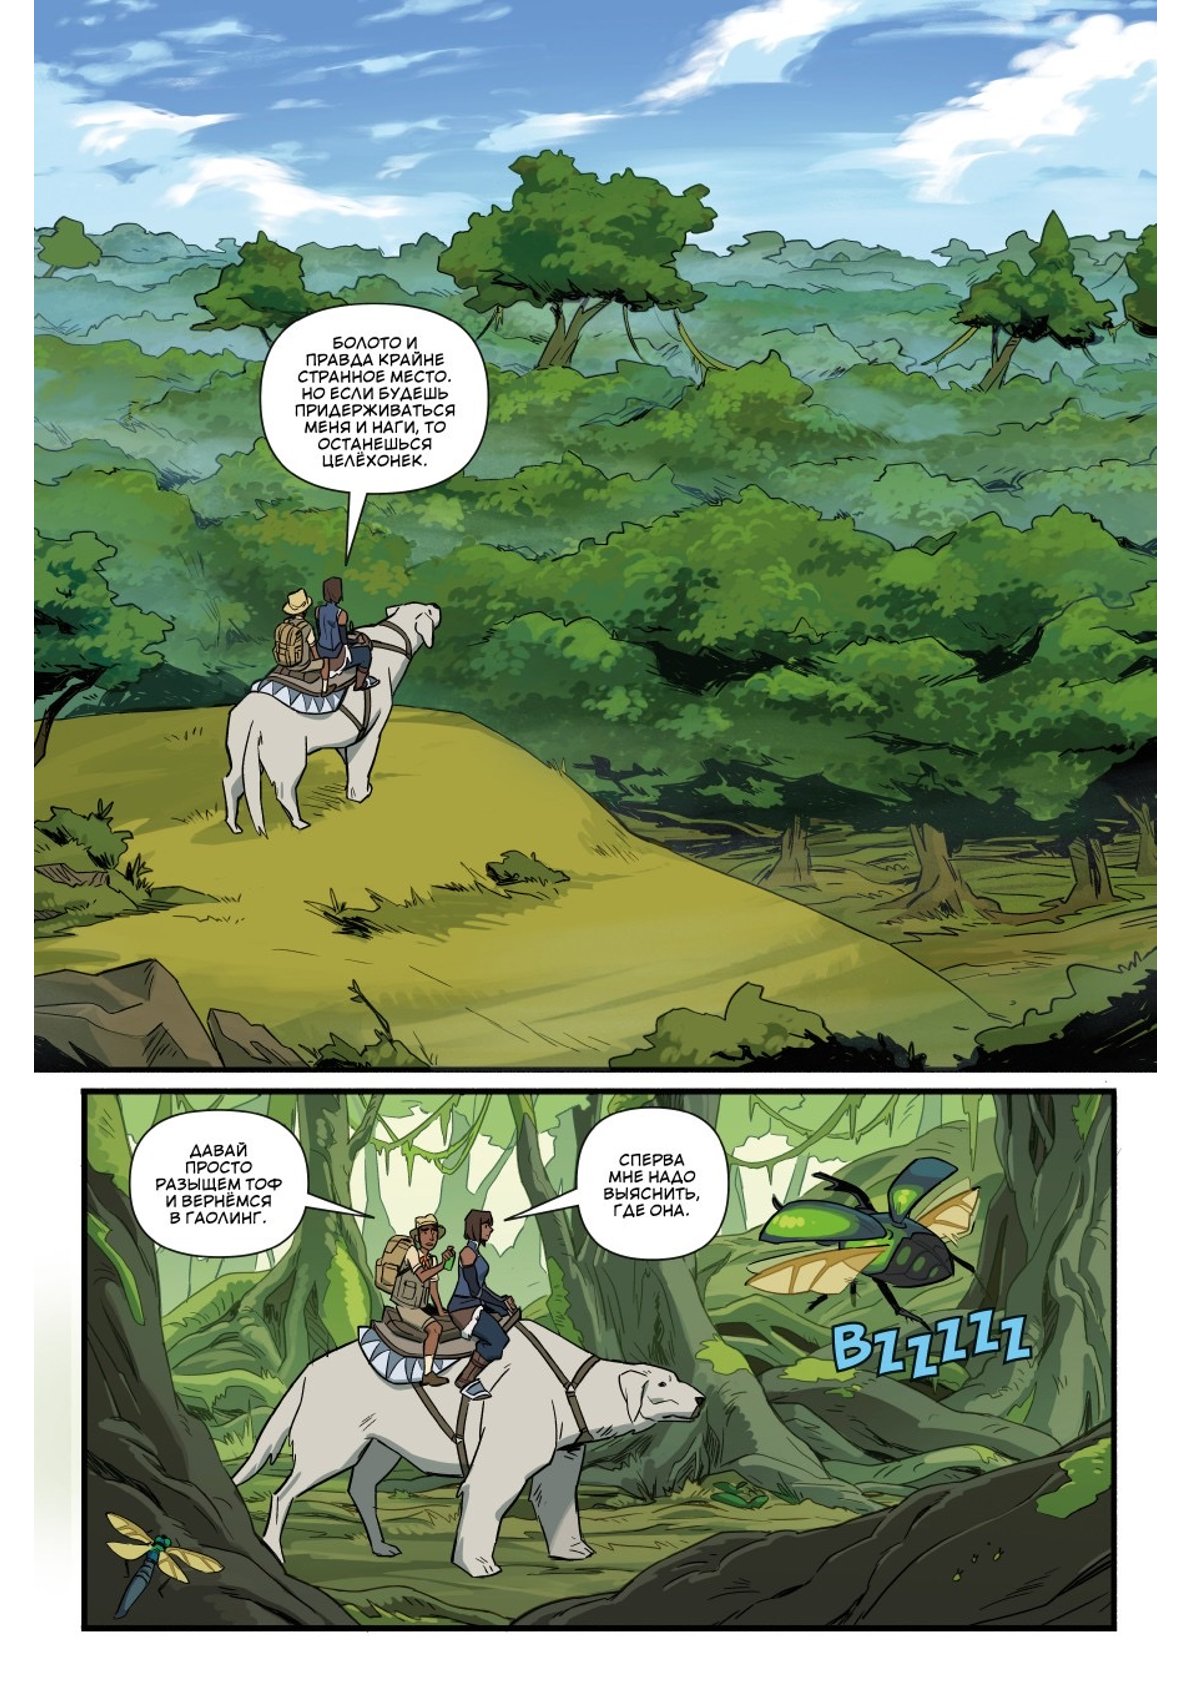 БОЛОТО И
ПРАВДА КРАЙНЕ
СТРАННОЕ МЕСТО.
НО ЕСЛИ БУДЕШЬ
ПРИДЕРЖИВАТЬСЯ
МЕНЯ И НАГИ, ТО
ОСТАНЕШЬСЯ
ЦЕЛЁХОНЕК.
ДАВАЙ
ПРОСТО
РАЗЫЩЕМ ТОФ
И ВЕРНЁМСЯ
В ГАОЛИНГ.
СПЕРВА
МНЕ НАДО
ВЫЯСНИТЬ,
ГДЕ ОНА.
BZZZZZ